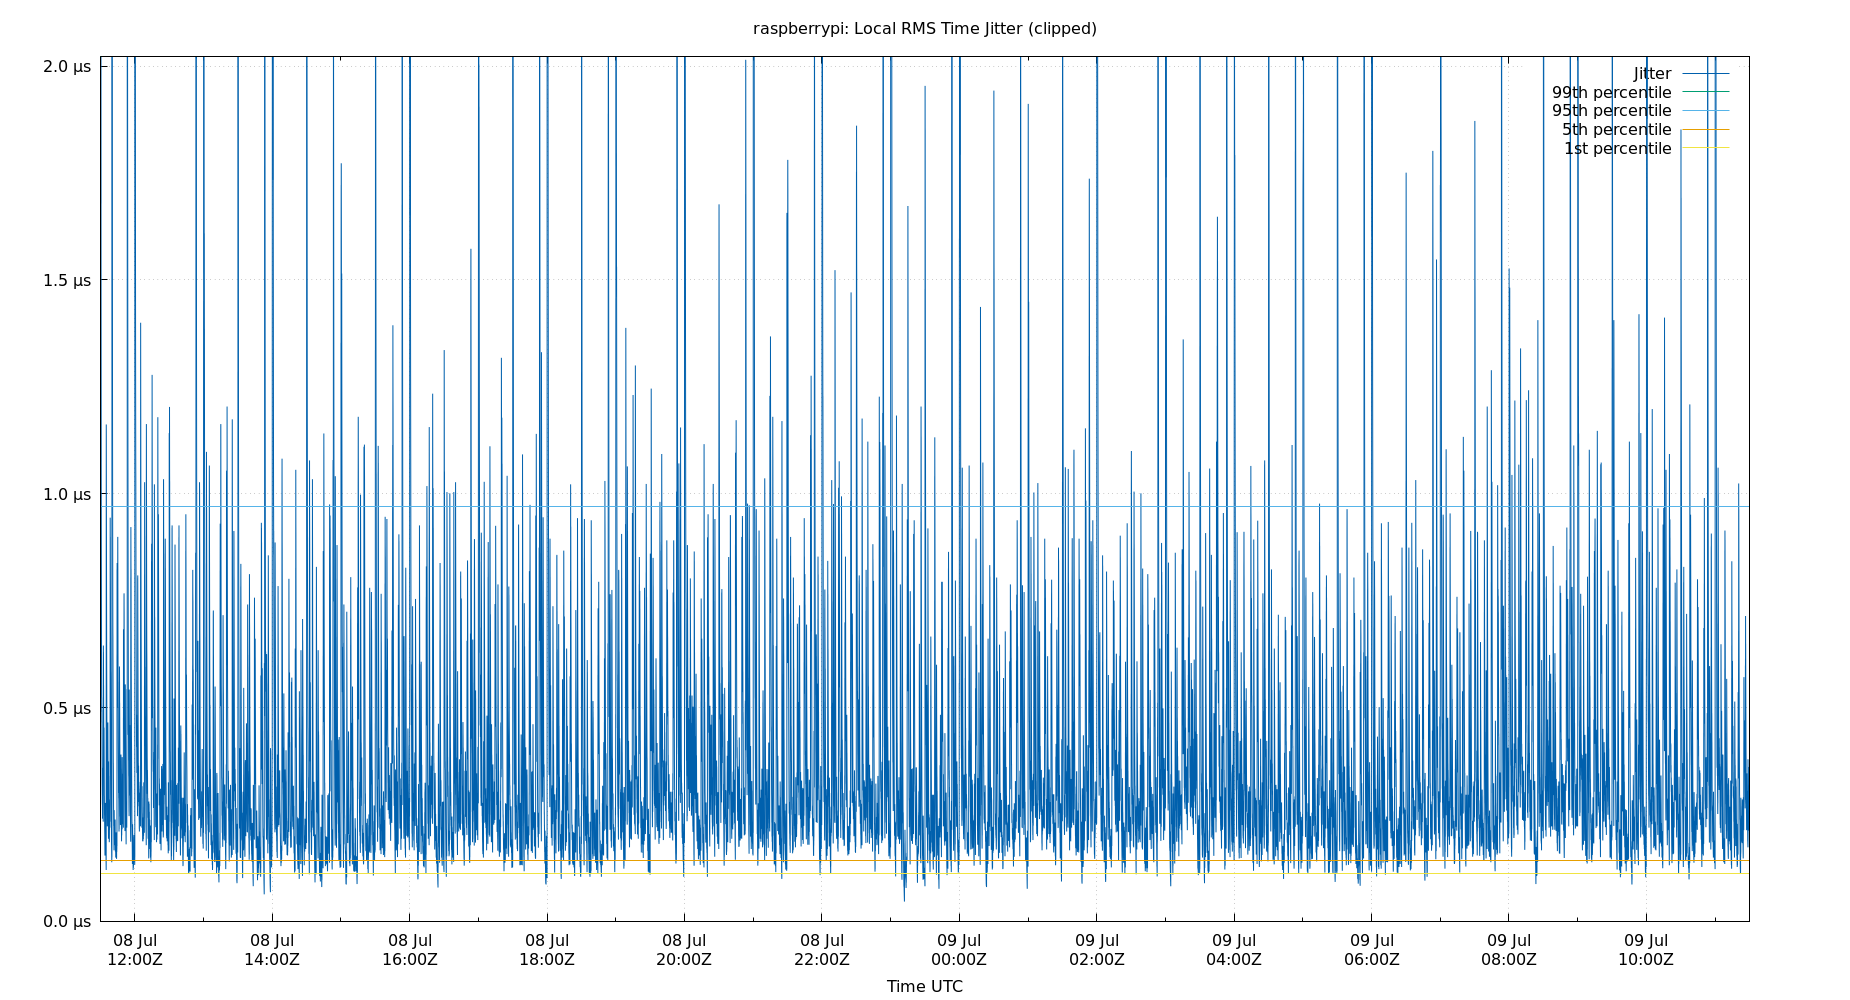 raspberrypi: Local RMS Time Jitter (clipped)
2.0 µs
1.5 µs
1.0 µs
0.5 µs
0.0 µs
Jitter
99th percentile
95th percentile
5th percentile
1st percentile
08 Jul 08 Jul 08 Jul 08 Jul 08 Jul 08 Jul 09 Jul 09 Jul 09 Jul 09 Jul 09 Jul 09 Jul
12:00Z 14:00Z 16:00Z 18:00Z 20:00Z 22:00Z 00:00Z 02:00Z 04:00Z 06:00Z 08:00Z 10:00Z
Time UTC